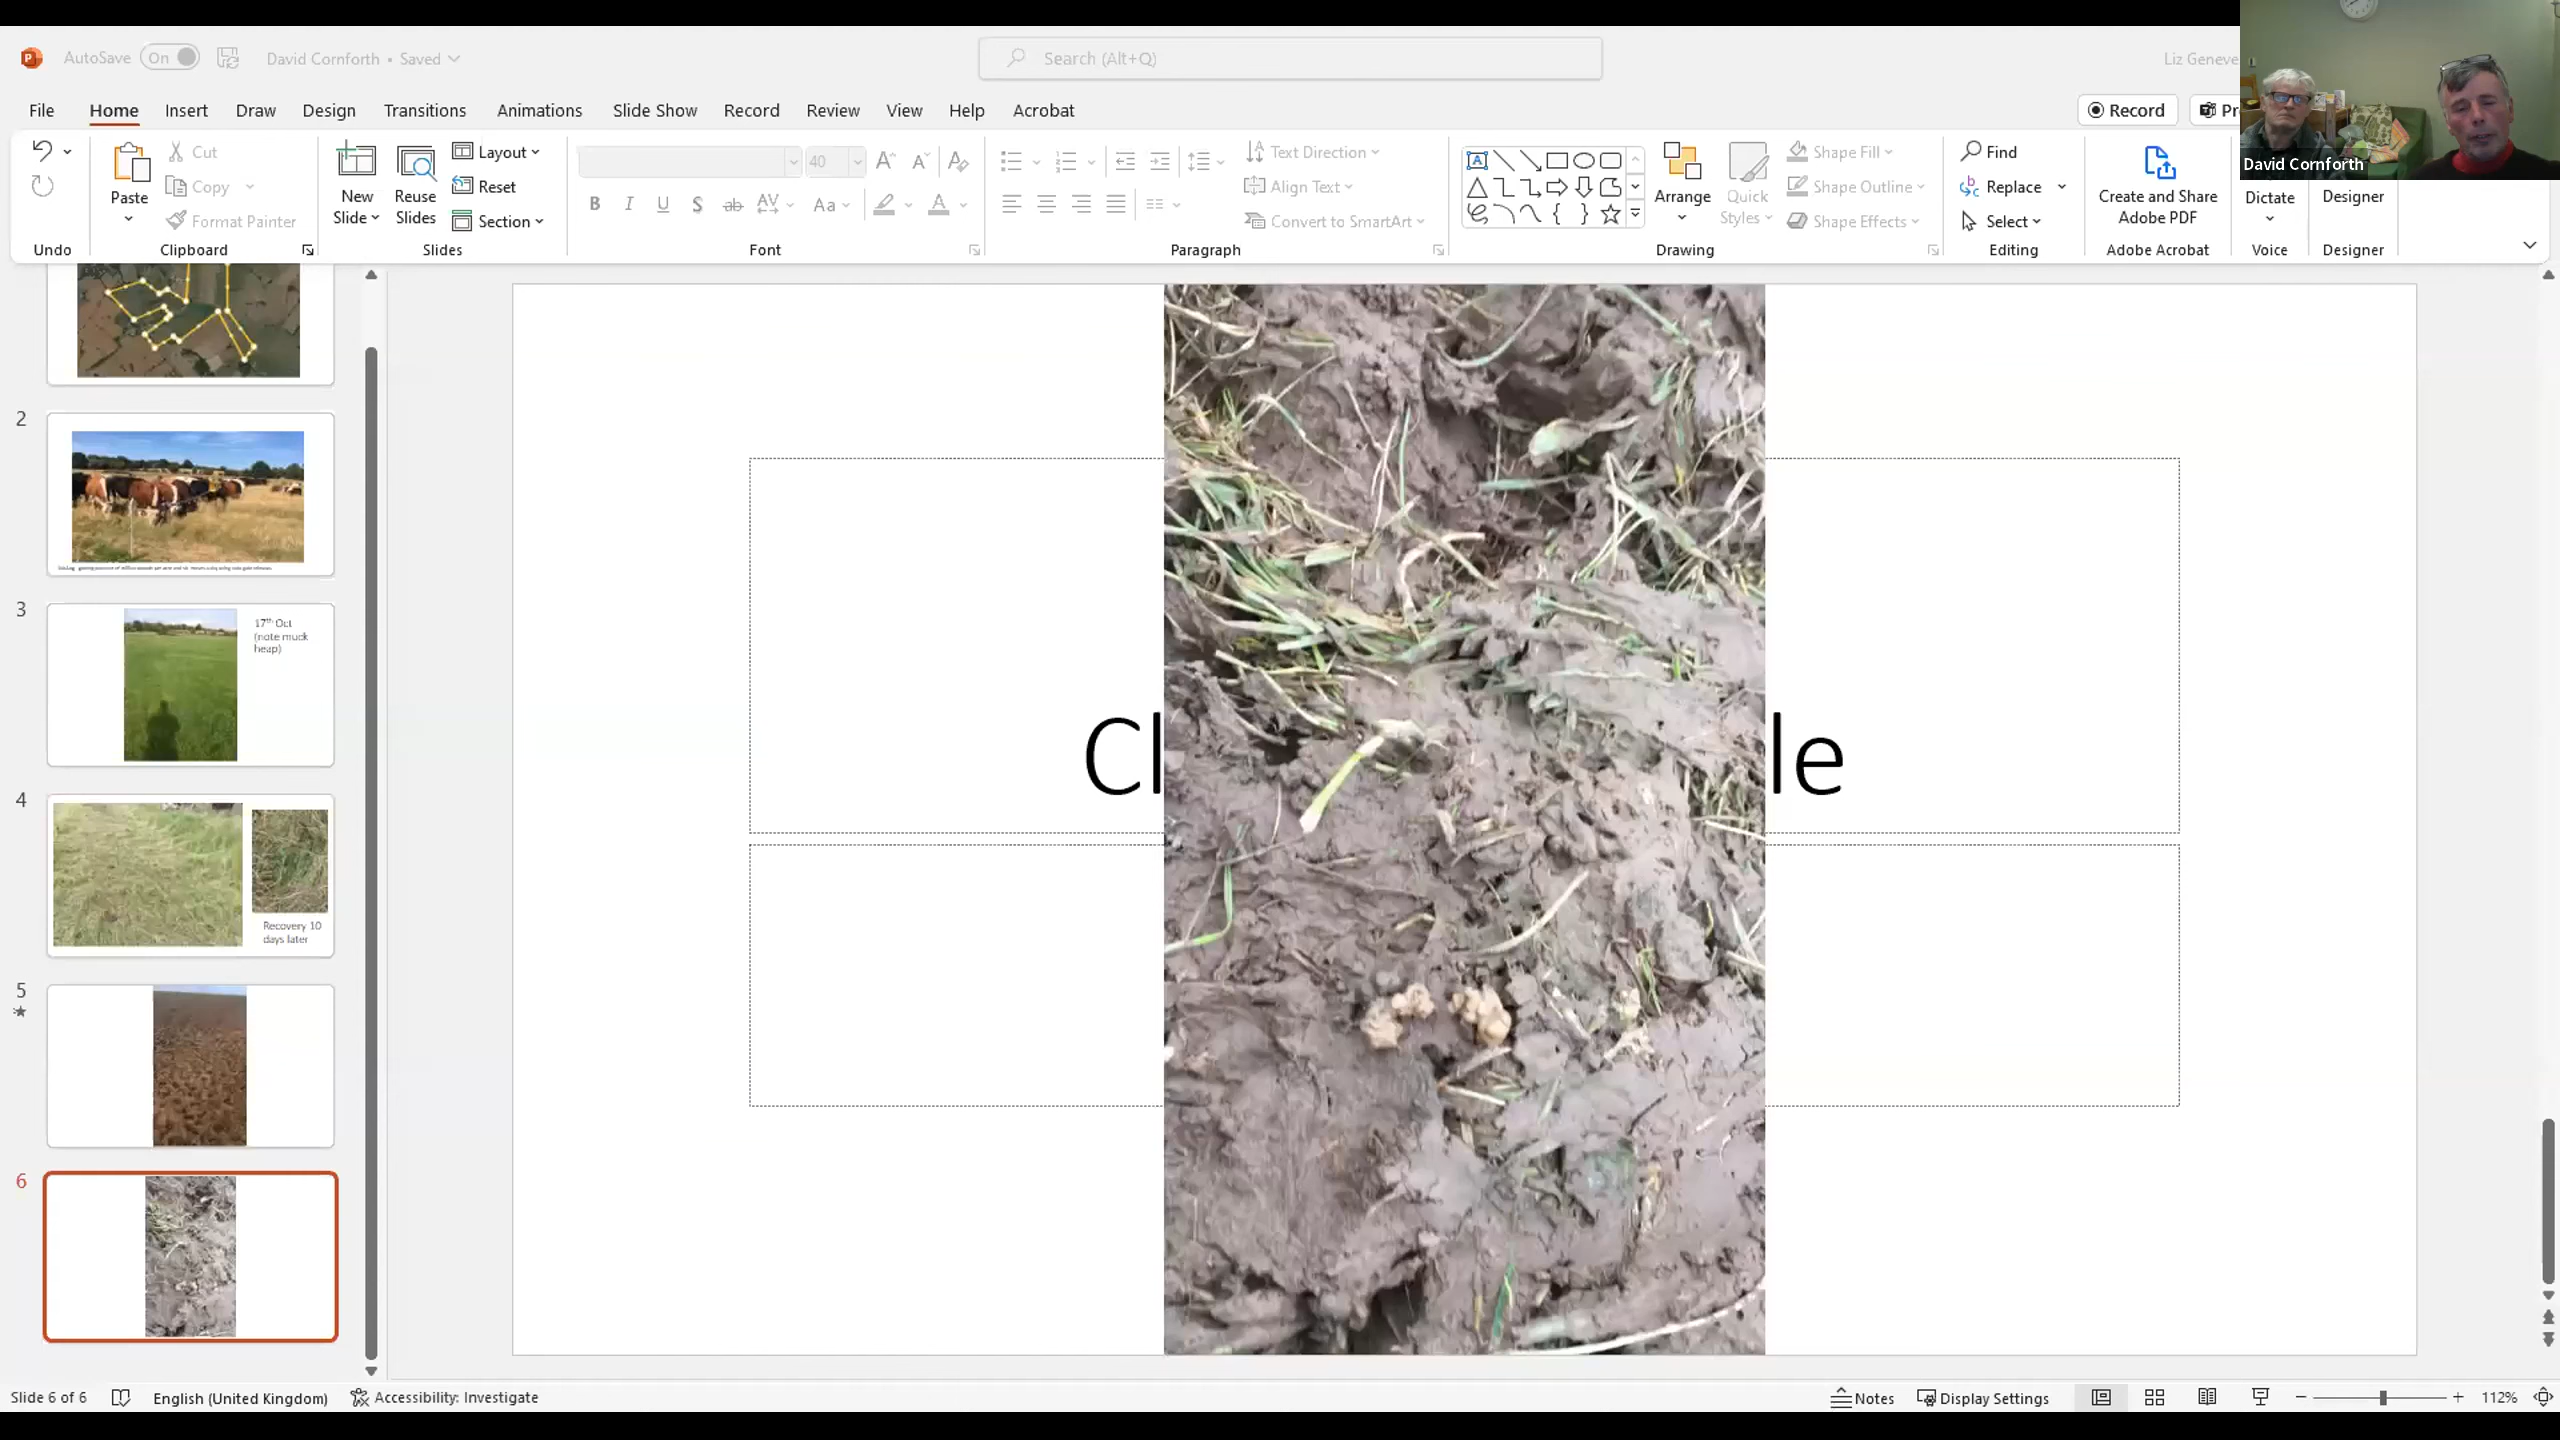 AutoSave On David Cornforth • Saved Search (Alt+Q) Liz Geneve
File Home Insert Draw Design Transitions Animations Slide Show Record Review View Help Acrobat Record Pr
David Cornforth
Undo
Paste
Cut
Copy
Format Painter
Clipboard
New Slide
Reuse Slides
Layout
Reset
Section
Slides
40
B I U S ab AV Aa A
Font
Text Direction
Align Text
Convert to SmartArt
Paragraph
Arrange
Quick Styles
Shape Fill
Shape Outline
Shape Effects
Drawing
Find
Replace
Select
Editing
Create and Share
Adobe PDF
Adobe Acrobat
Dictate
Voice
Designer
Designer
2
3
17th Oct
(note muck
heap)
4
Recovery 10
days later
5
6
Cl le
Slide 6 of 6 English (United Kingdom) Accessibility: Investigate Notes Display Settings 112%